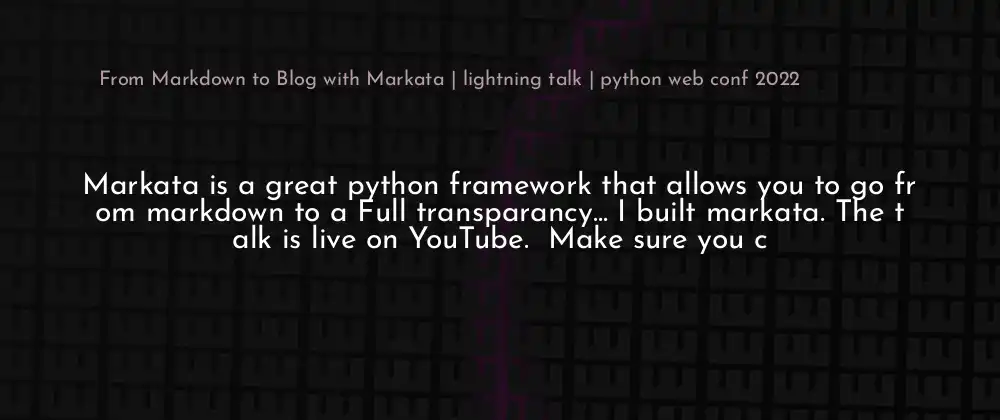 From Markdown to Blog with Markata | lightning talk | python web conf 2022
Markata is a great python framework that allows you to go fr
om markdown to a Full transparancy... I built markata. The t
alk is live on YouTube.  Make sure you c